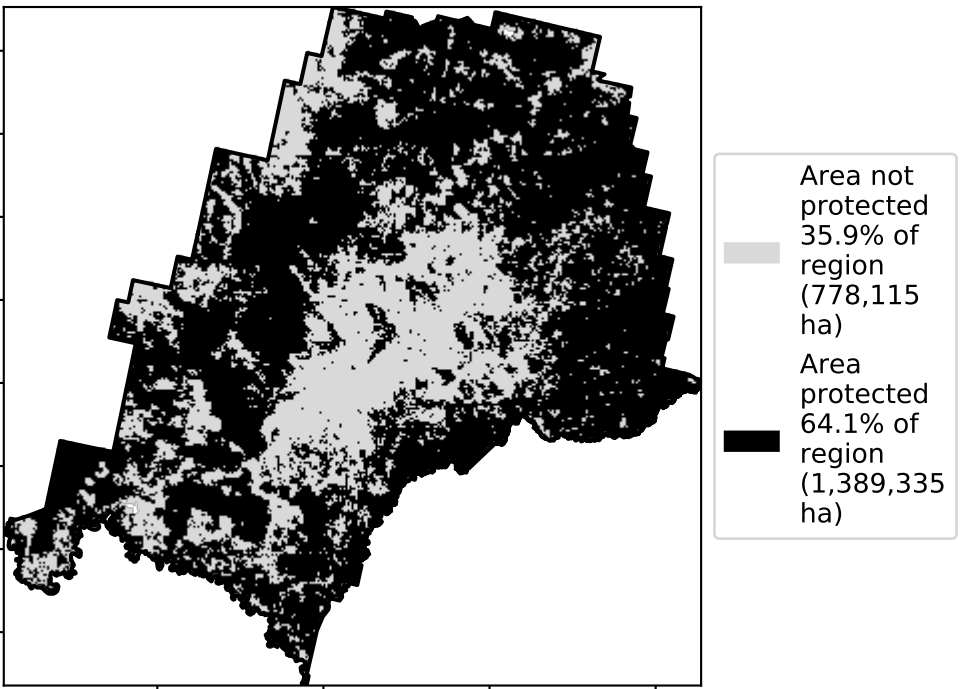 Area not
protected
35.9% of
region
(778,115
ha)
Area
protected
64.1% of
region
(1,389,335
ha)